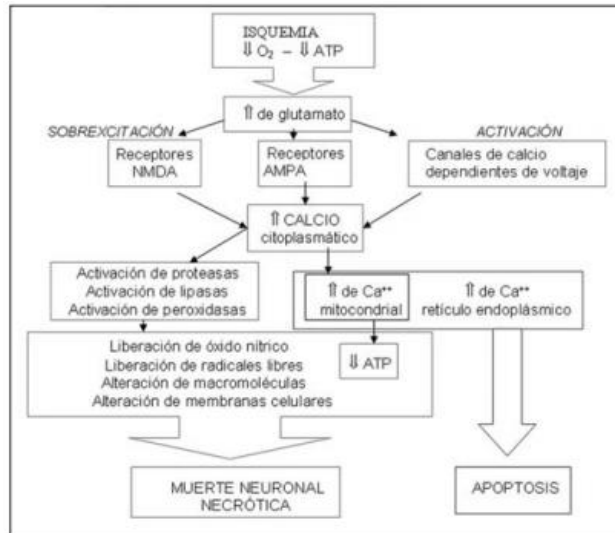 ISQUEMIA
⇓ O₂ – ⇓ ATP
⇑ de glutamato
SOBREXCITACIÓN
ACTIVACIÓN
Receptores
NMDA
Receptores
AMPA
Canales de calcio
dependientes de voltaje
⇑ CALCIO
citoplasmático
Activación de proteasas
Activación de lipasas
Activación de peroxidasas
⇑ de Ca⁺⁺
mitocondrial
⇑ de Ca⁺⁺
retículo endoplásmico
Liberación de óxido nítrico
Liberación de radicales libres
Alteración de macromoléculas
Alteración de membranas celulares
⇓ ATP
MUERTE NEURONAL
NECRÓTICA
APOPTOSIS